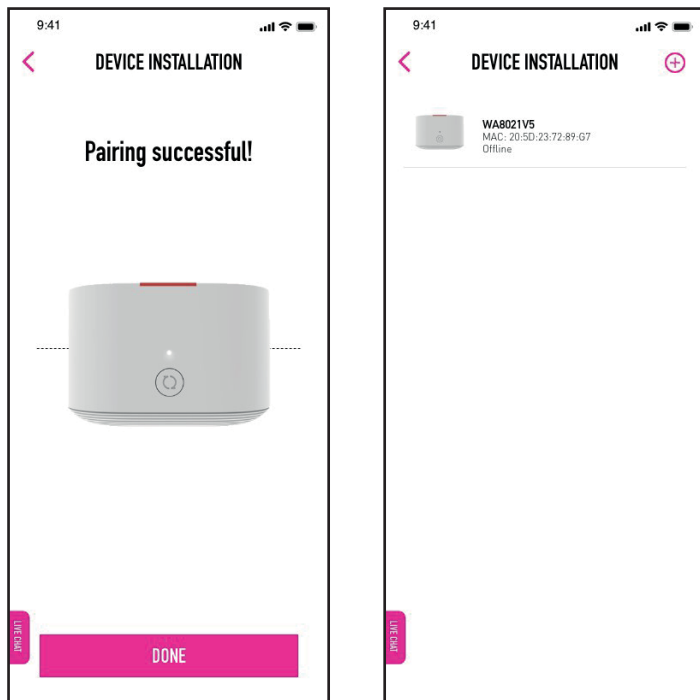 9:41
DEVICE INSTALLATION
Pairing successful!
LIVE CHAT
DONE
9:41
DEVICE INSTALLATION
WA8021V5
MAC: 20:5D:23:72:89:G7
Offline
LIVE CHAT